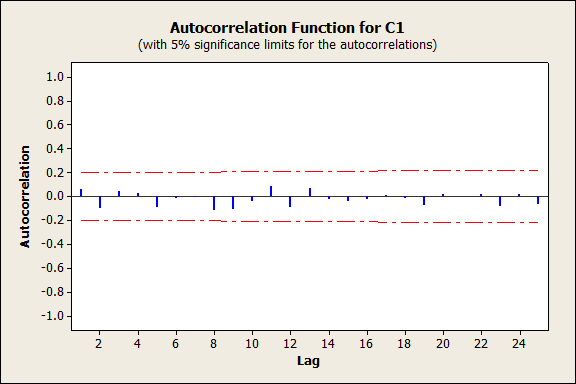 Autocorrelation Function for C1
(with 5% significance limits for the autocorrelations)
1.0
0.8
0.6
0.4
0.2
0.0
-0.2
-0.4
-0.6
-0.8
-1.0
Autocorrelation
2 4 6 8 10 12 14 16 18 20 22 24
Lag